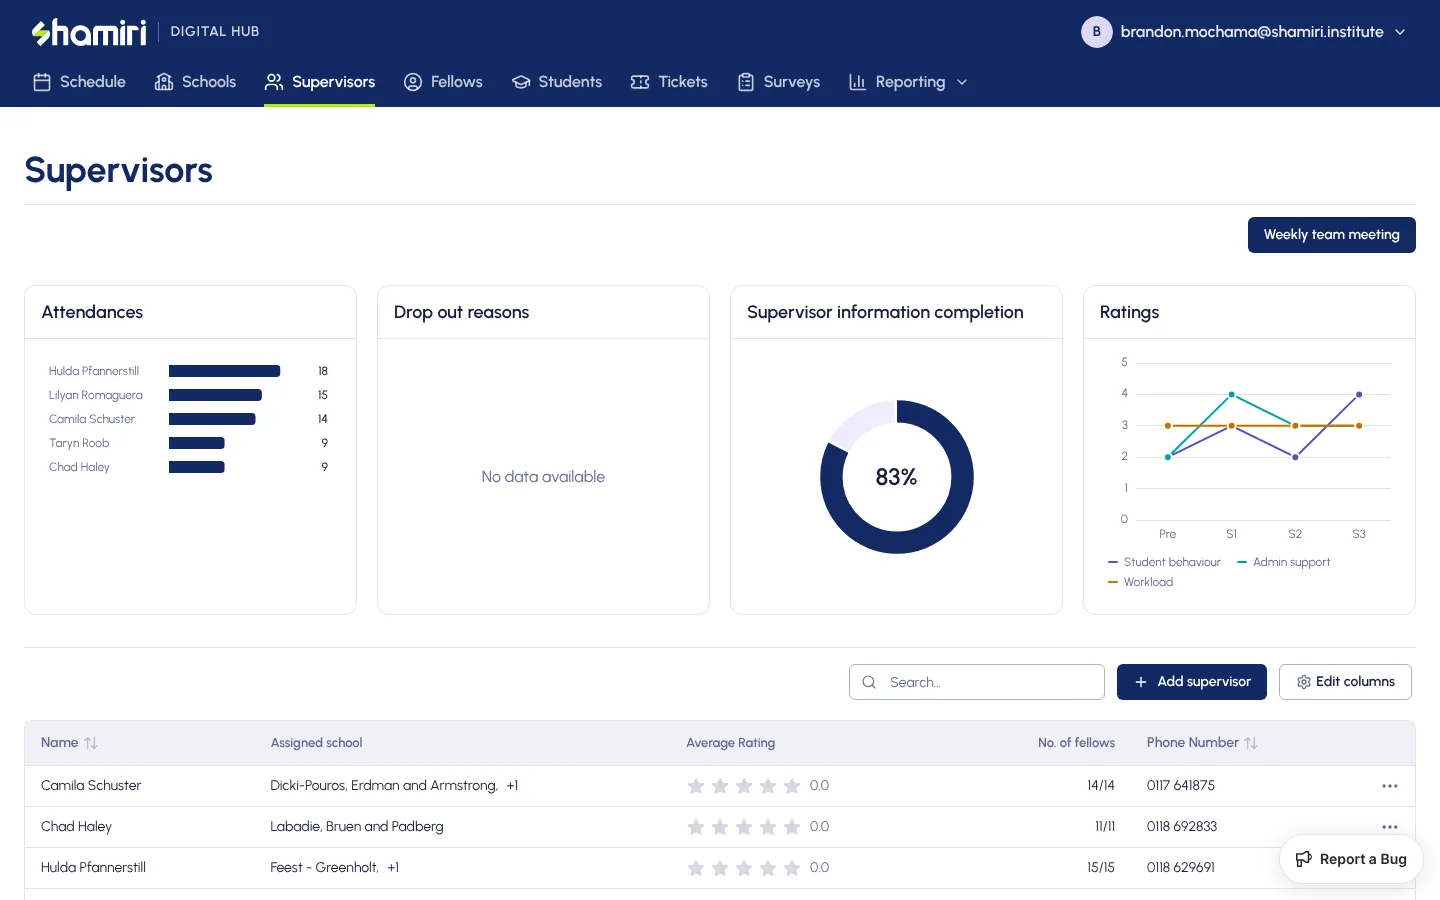 shamiri DIGITAL HUB
B brandon.mochama@shamiri.institute
Schedule Schools Supervisors Fellows Students Tickets Surveys Reporting
Supervisors
Weekly team meeting
Attendances
Hulda Pfannerstill 18
Lilyan Romaguera 15
Camila Schuster 14
Taryn Roob 9
Chad Haley 9
Drop out reasons
No data available
Supervisor information completion
83%
Ratings
5
4
3
2
1
0
Pre S1 S2 S3
Student behaviour Admin support
Workload
Search... Add supervisor Edit columns
Name Assigned school Average Rating No. of fellows Phone Number
Camila Schuster Dicki-Pouros, Erdman and Armstrong, +1 0.0 14/14 0117 641875
Chad Haley Labadie, Bruen and Padberg 0.0 11/11 0118 692833
Hulda Pfannerstill Feest - Greenholt, +1 0.0 15/15 0118 629691
Report a Bug